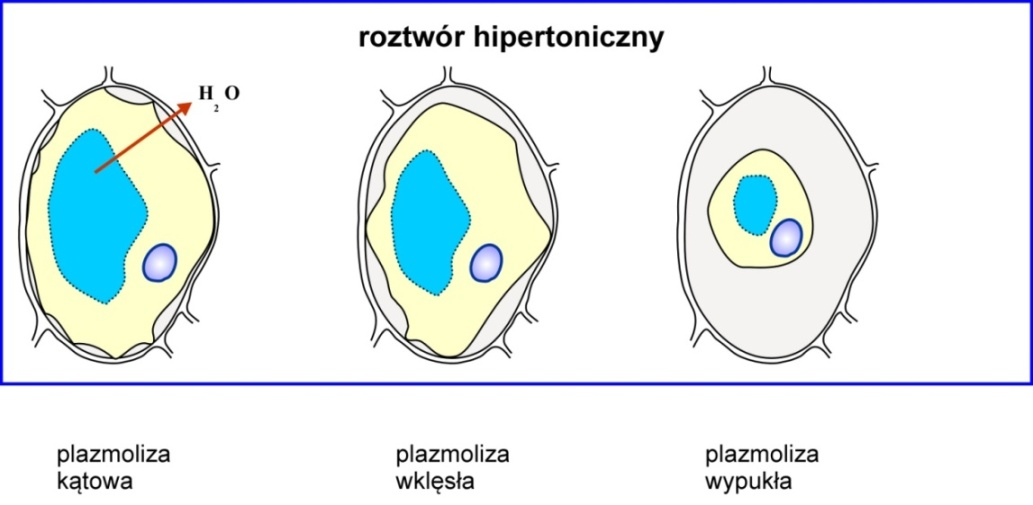 roztwór hipertoniczny
H₂O
plazmoliza
kątowa
plazmoliza
wklęsła
plazmoliza
wypukła